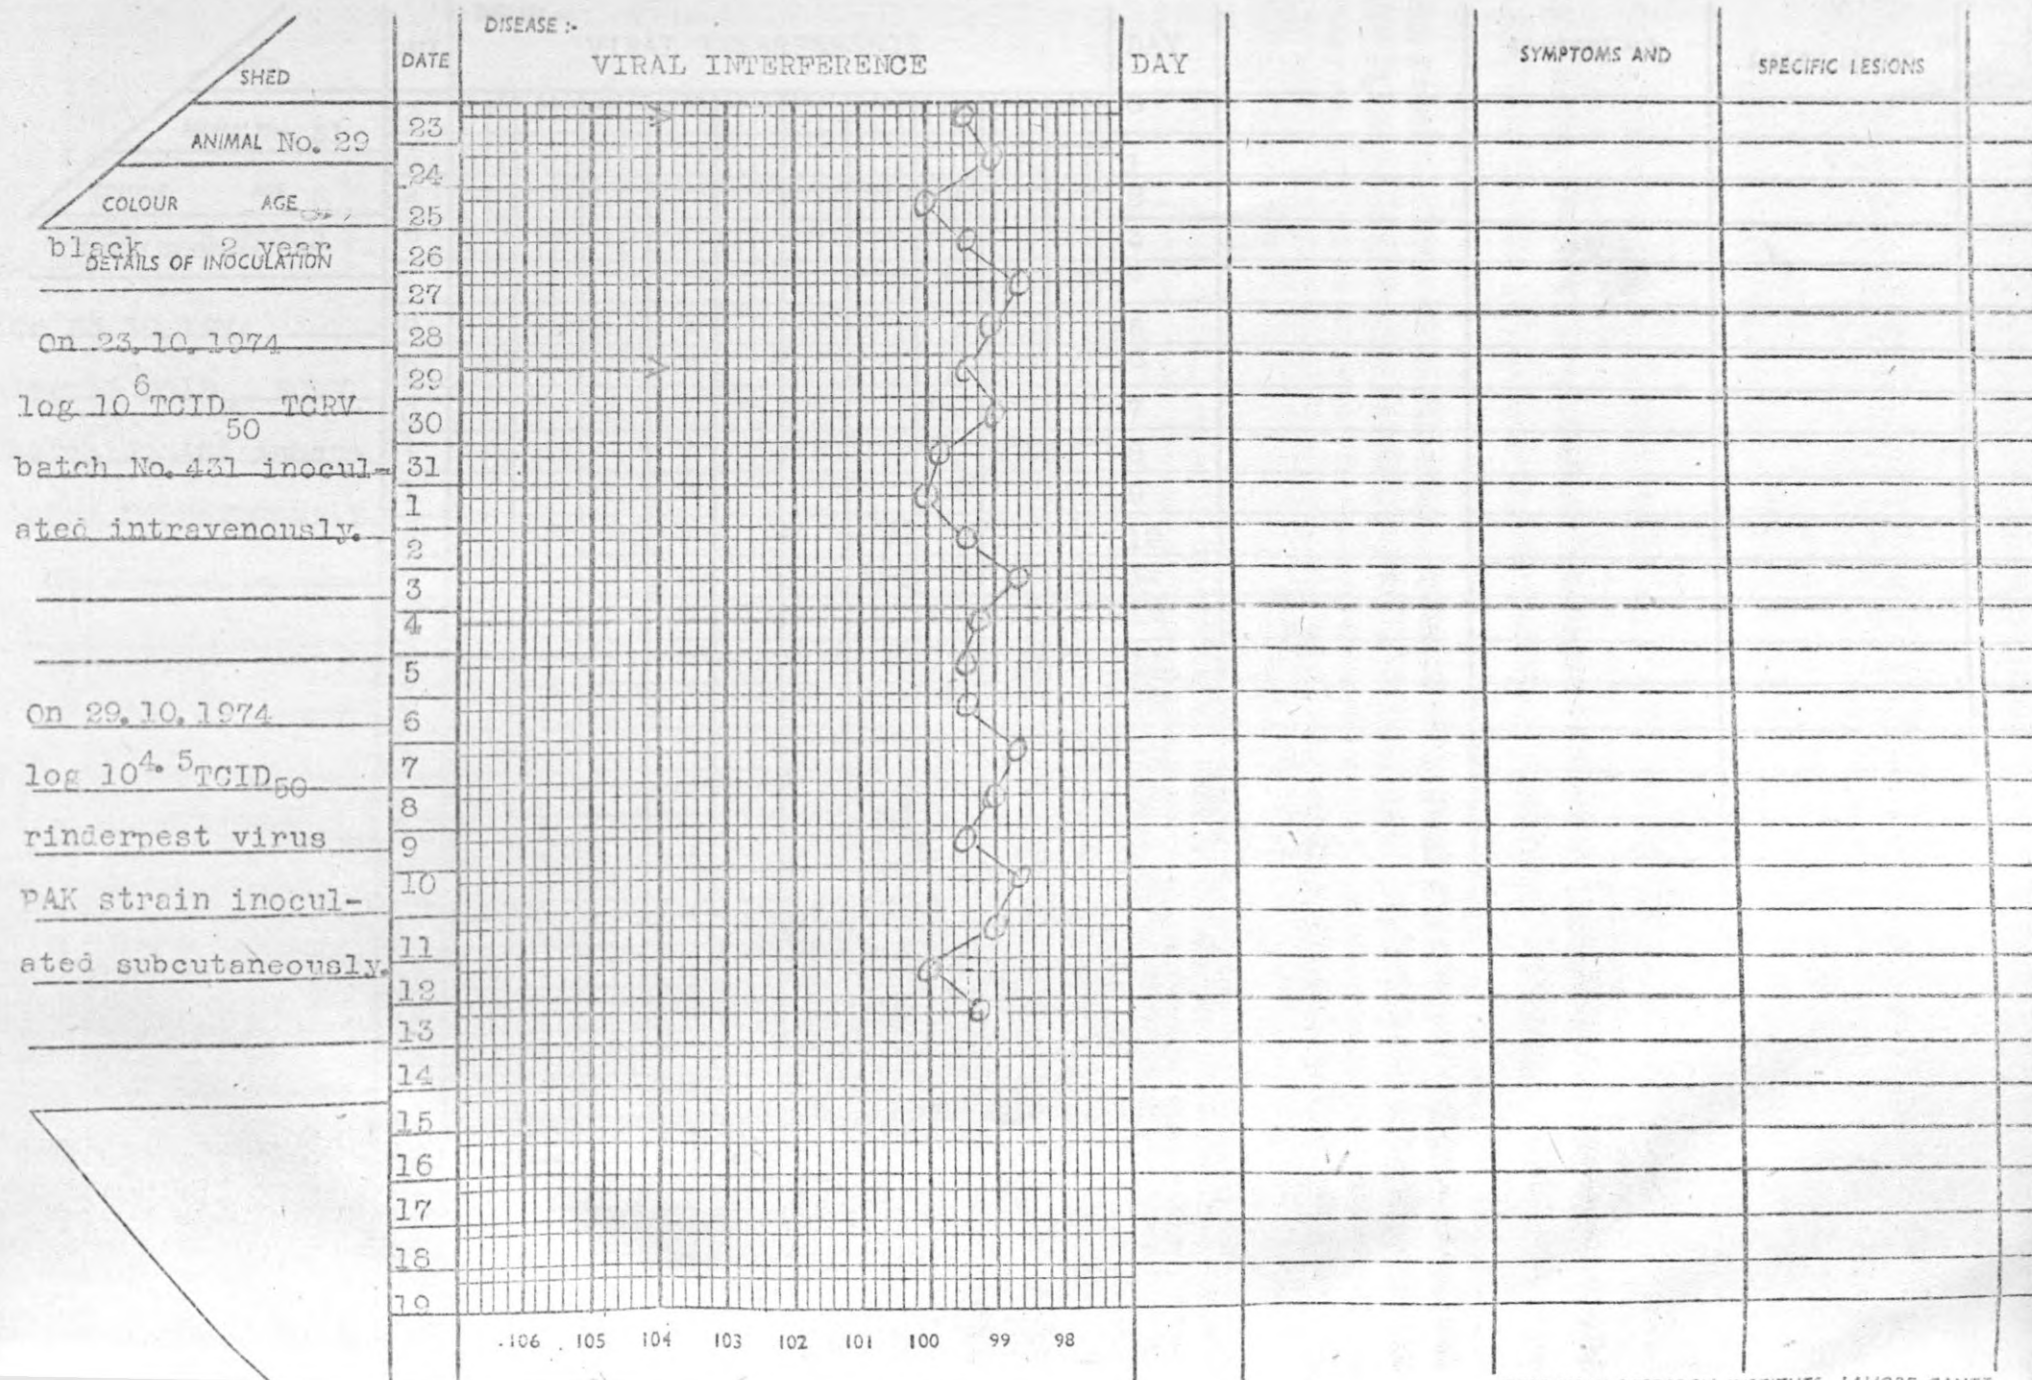 DISEASE :-
VIRAL INTERFERENCE
DATE
DAY
SYMPTOMS AND
SPECIFIC LESIONS
SHED
ANIMAL No. 29
COLOUR AGE
black 2 year
DETAILS OF INOCULATION
On 23.10.1974
log 10 6 TCID 50 TCRV
batch No. 431 inocul-
ated intravenously.
On 29.10.1974
log 10 4.5 TCID 50
rinderpest virus
PAK strain inocul-
ated subcutaneously.
23
24
25
26
27
28
29
30
31
1
2
3
4
5
6
7
8
9
10
11
12
13
14
15
16
17
18
19
106 105 104 103 102 101 100 99 98